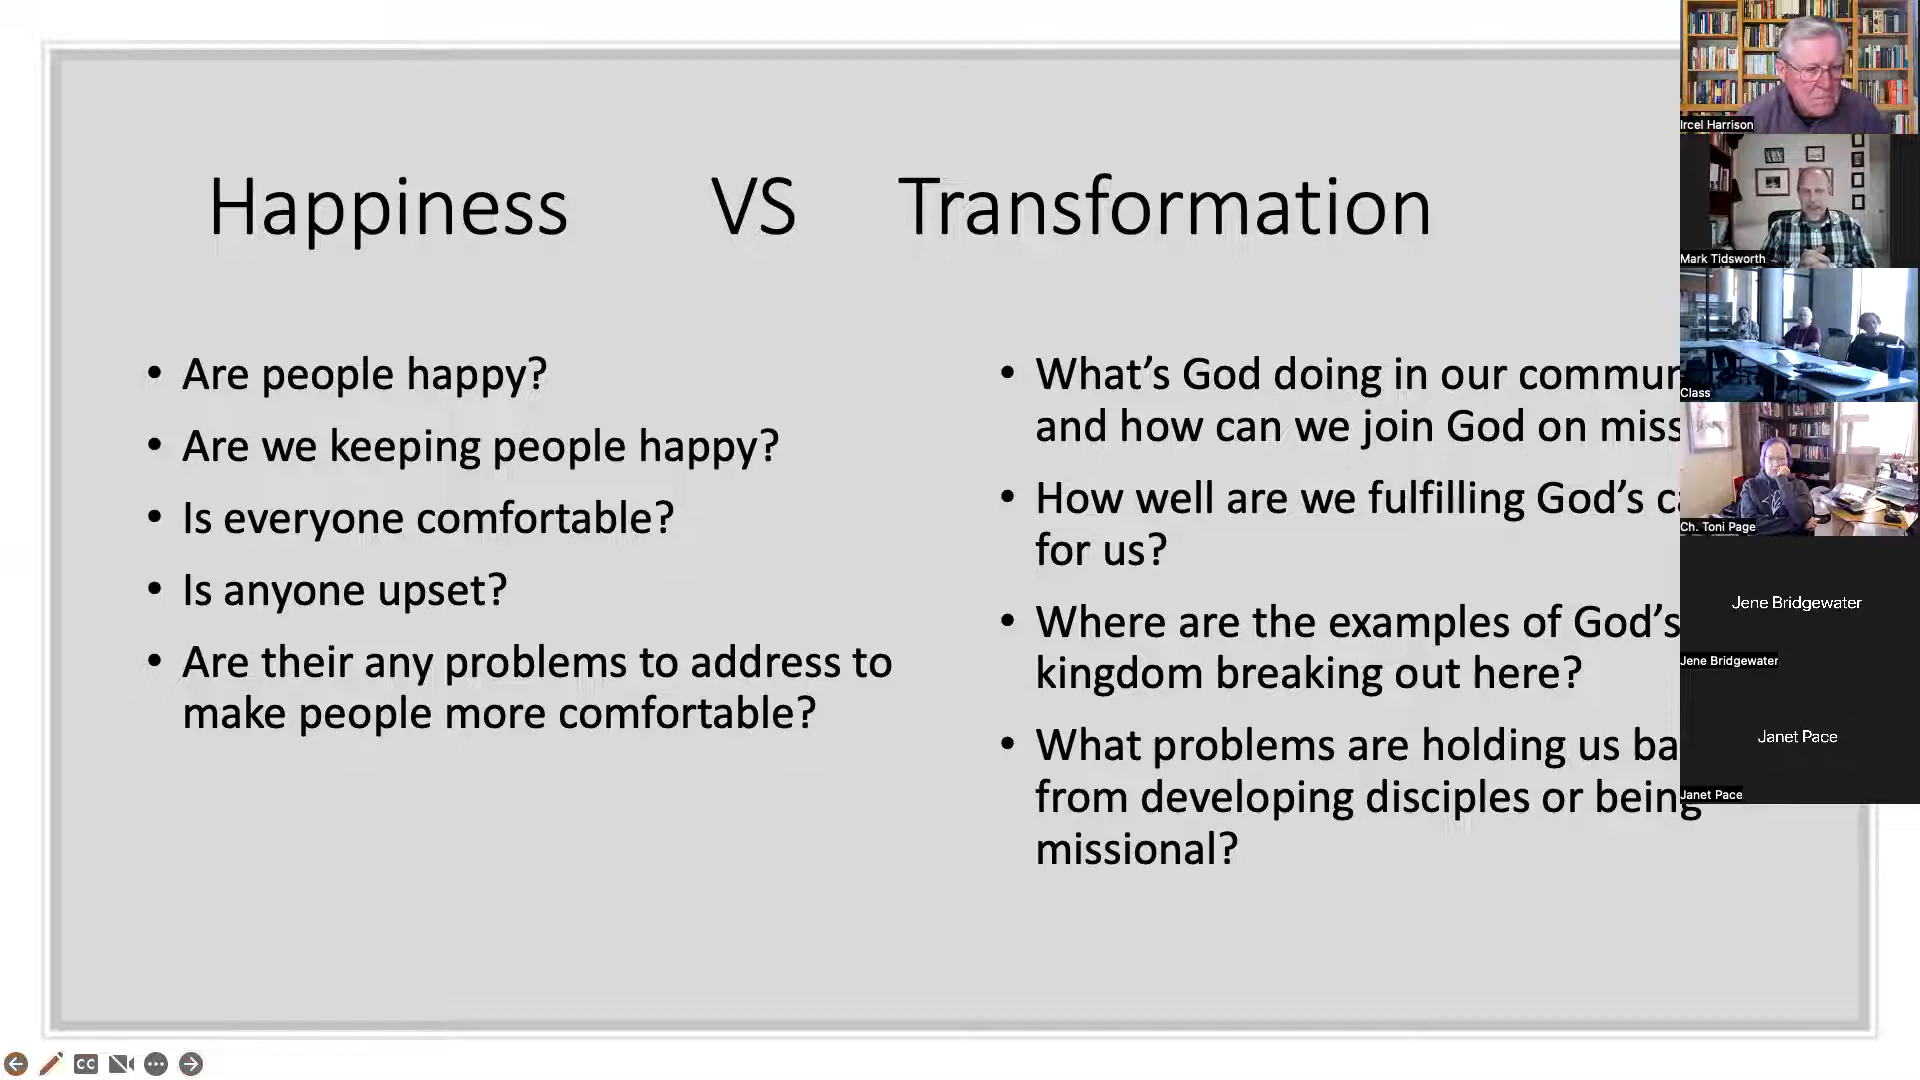 Happiness VS Transformation
• Are people happy?
• Are we keeping people happy?
• Is everyone comfortable?
• Is anyone upset?
• Are their any problems to address to
make people more comfortable?
• What's God doing in our
and how can we join God on
• How well are we fulfilling God's
for us?
• Where are the examples of God's
kingdom breaking out here?
• What problems are holding us
from developing disciples or being
missional?
Ircel Harrison
Mark Tidsworth
Class
Ch. Toni Page
Jene Bridgewater
Jene Bridgewater
Janet Pace
Janet Pace
CC